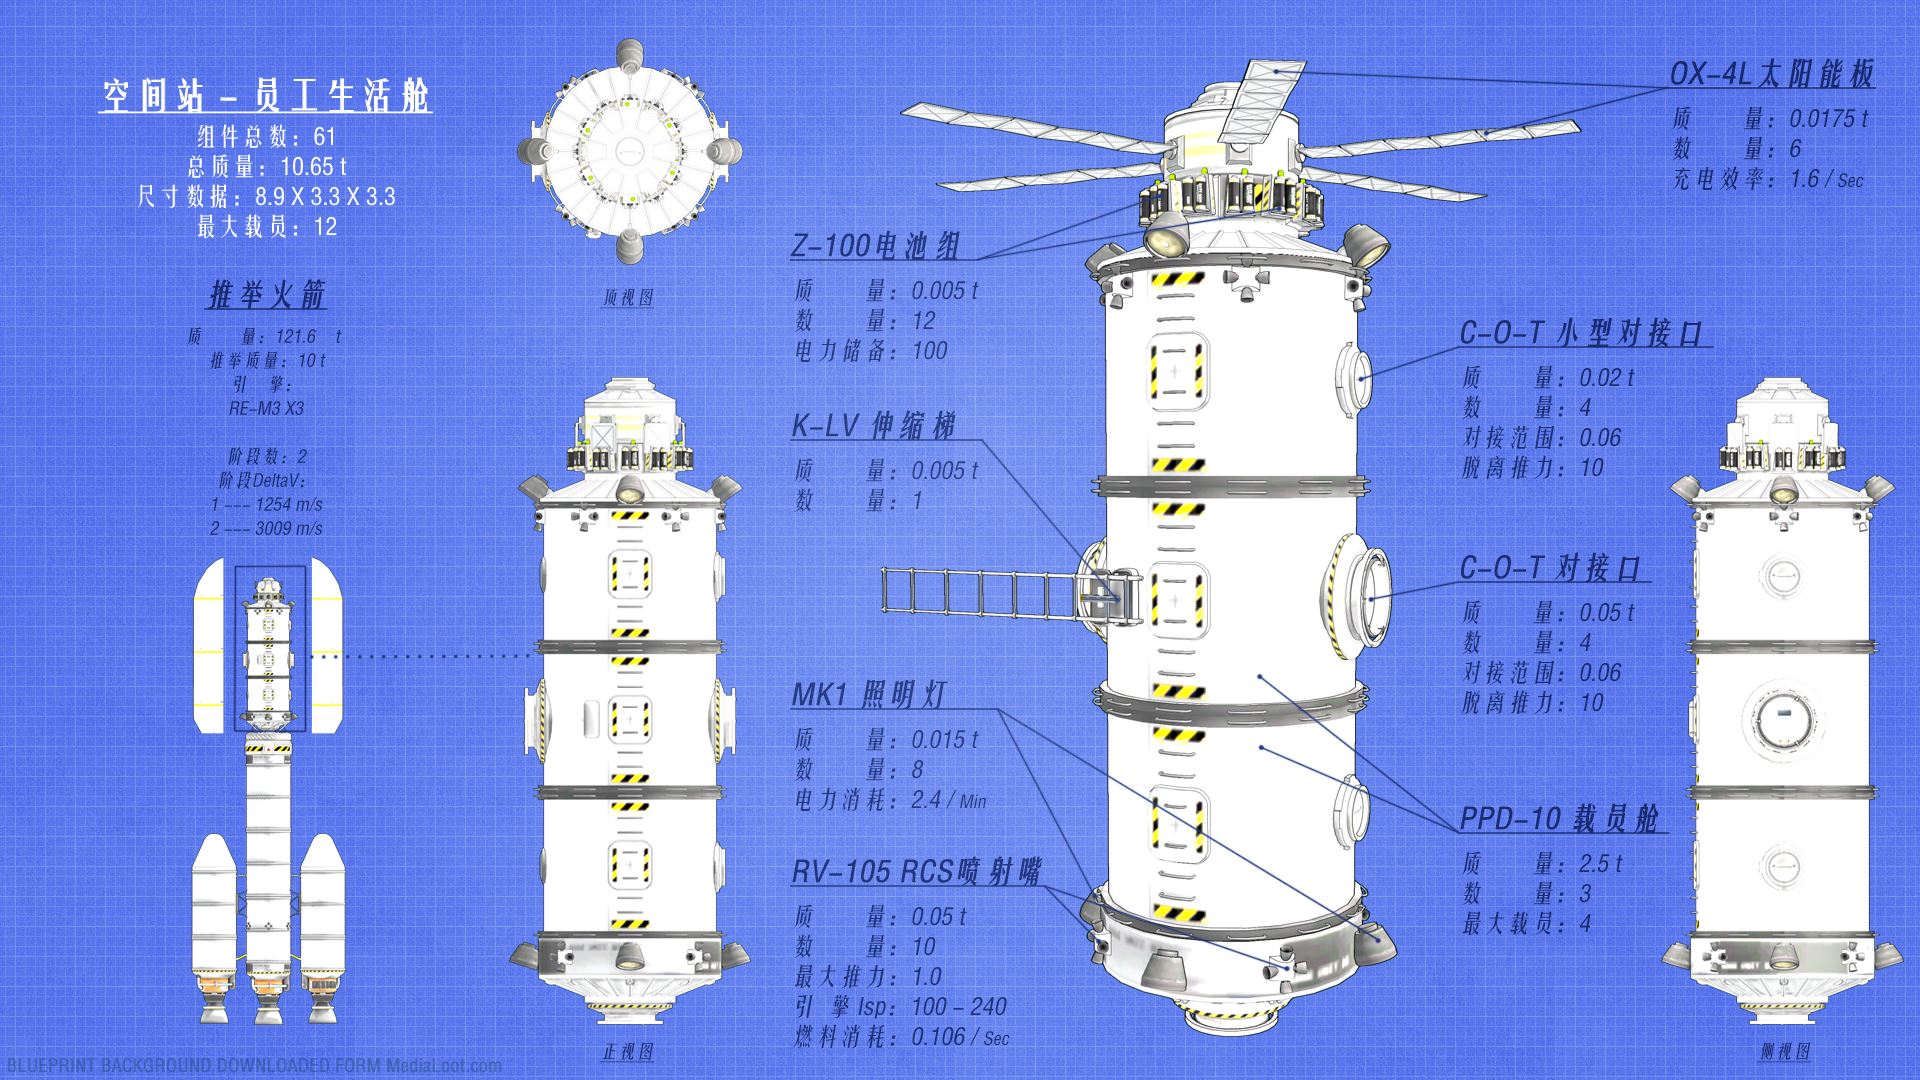 空间站 - 员工生活舱
组件总数: 61
总质量: 10.65 t
尺寸数据: 8.9 X 3.3 X 3.3
最大载员: 12
推举火箭
质 量: 121.6 t
推举质量: 10 t
引 擎:
RE-M3 X3
阶段数: 2
阶段DeltaV:
1 --- 1254 m/s
2 --- 3009 m/s
顶视图
正视图
Z-100电池组
质 量: 0.005 t
数 量: 12
电力储备: 100
K-LV 伸缩梯
质 量: 0.005 t
数 量: 1
MK1 照明灯
质 量: 0.015 t
数 量: 8
电力消耗: 2.4 / Min
RV-105 RCS喷射嘴
质 量: 0.05 t
数 量: 10
最大推力: 1.0
引 擎 Isp: 100 - 240
燃料消耗: 0.106 / Sec
OX-4L太阳能板
质 量: 0.0175 t
数 量: 6
充电效率: 1.6 / Sec
C-O-T 小型对接口
质 量: 0.02 t
数 量: 4
对接范围: 0.06
脱离推力: 10
C-O-T 对接口
质 量: 0.05 t
数 量: 4
对接范围: 0.06
脱离推力: 10
PPD-10 载员舱
质 量: 2.5 t
数 量: 3
最大载员: 4
侧视图
BLUEPRINT BACKGROUND DOWNLOADED FORM MediaLoot.com